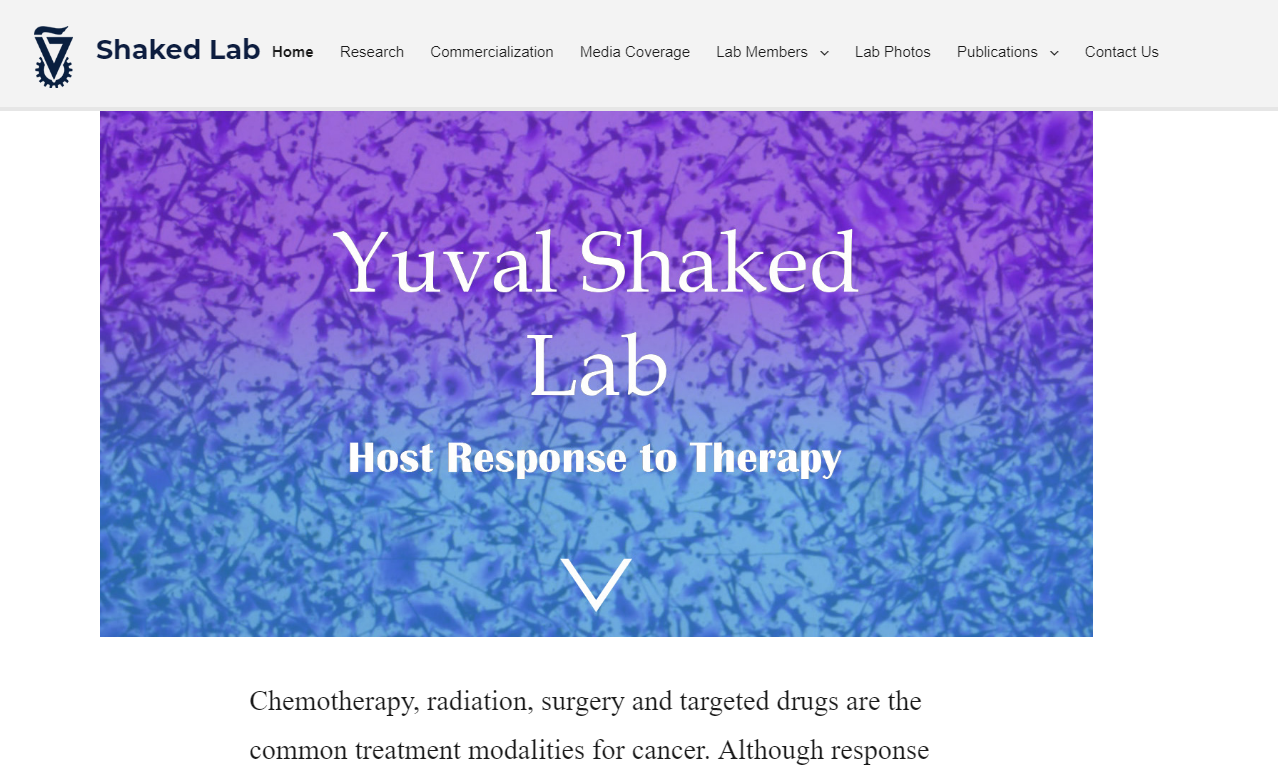 Shaked Lab Home Research Commercialization Media Coverage Lab Members Lab Photos Publications Contact Us
Yuval Shaked
Lab
Host Response to Therapy
Chemotherapy, radiation, surgery and targeted drugs are the
common treatment modalities for cancer. Although response